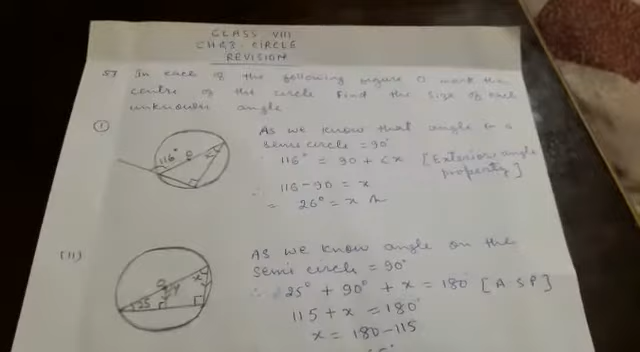 CLASS VIII
CH 23. CIRCLE
REVISION
5) In each of the following figure O mark the
centre of the circle Find the size of each
unknown angle
(i)
116° O x
As we know that angle in a
semi circle = 90°
116° = 90 + <x [Exterior angle
property]
∴ 116 - 90 = x
= 26° = x
(II)
O x
25 y
As we know angle on the
semi circle = 90°
∴ 25° + 90° + x = 180 [A S P]
115 + x = 180°
x = 180 - 115